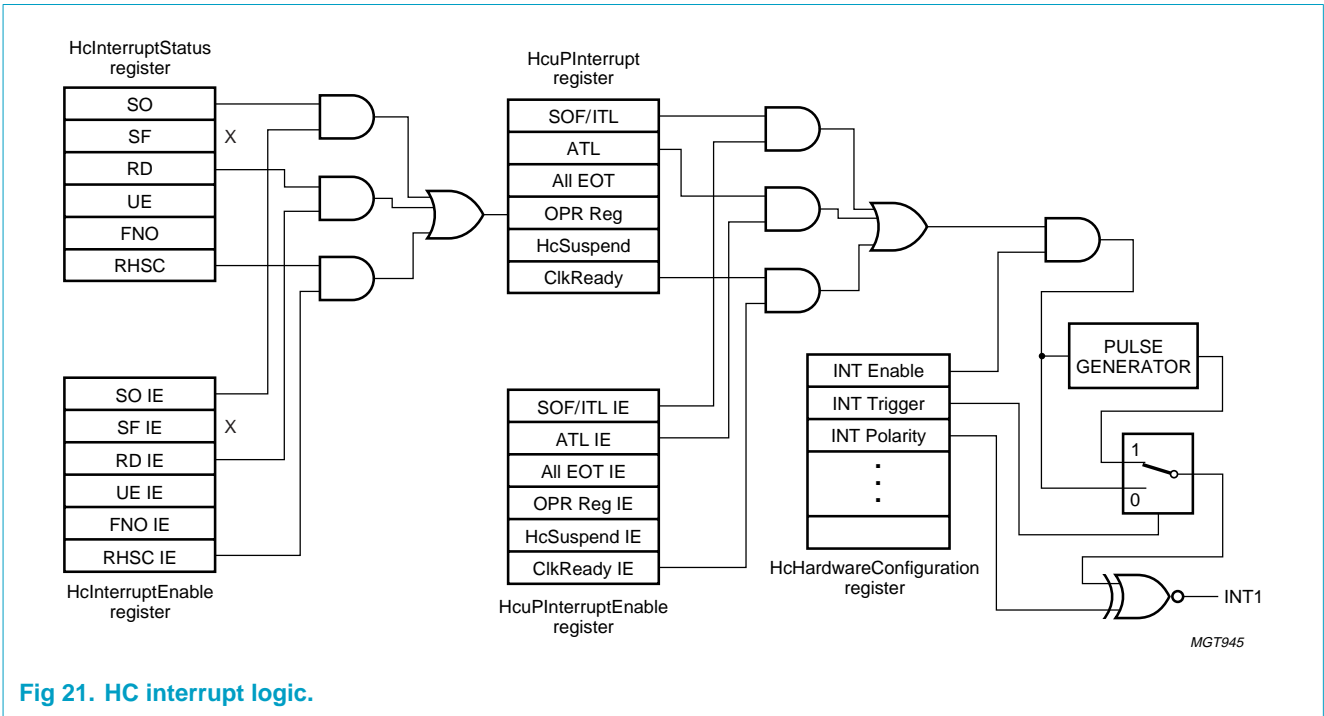 HcInterruptStatus
register
SO
SF
X
RD
UE
FNO
RHSC
SO IE
SF IE
X
RD IE
UE IE
FNO IE
RHSC IE
HcInterruptEnable
register
HcuPInterrupt
register
SOF/ITL
ATL
All EOT
OPR Reg
HcSuspend
ClkReady
SOF/ITL IE
ATL IE
All EOT IE
OPR Reg IE
HcSuspend IE
ClkReady IE
HcuPInterruptEnable
register
INT Enable
INT Trigger
INT Polarity
HcHardwareConfiguration
register
PULSE
GENERATOR
1
0
INT1
MGT945
Fig 21. HC interrupt logic.